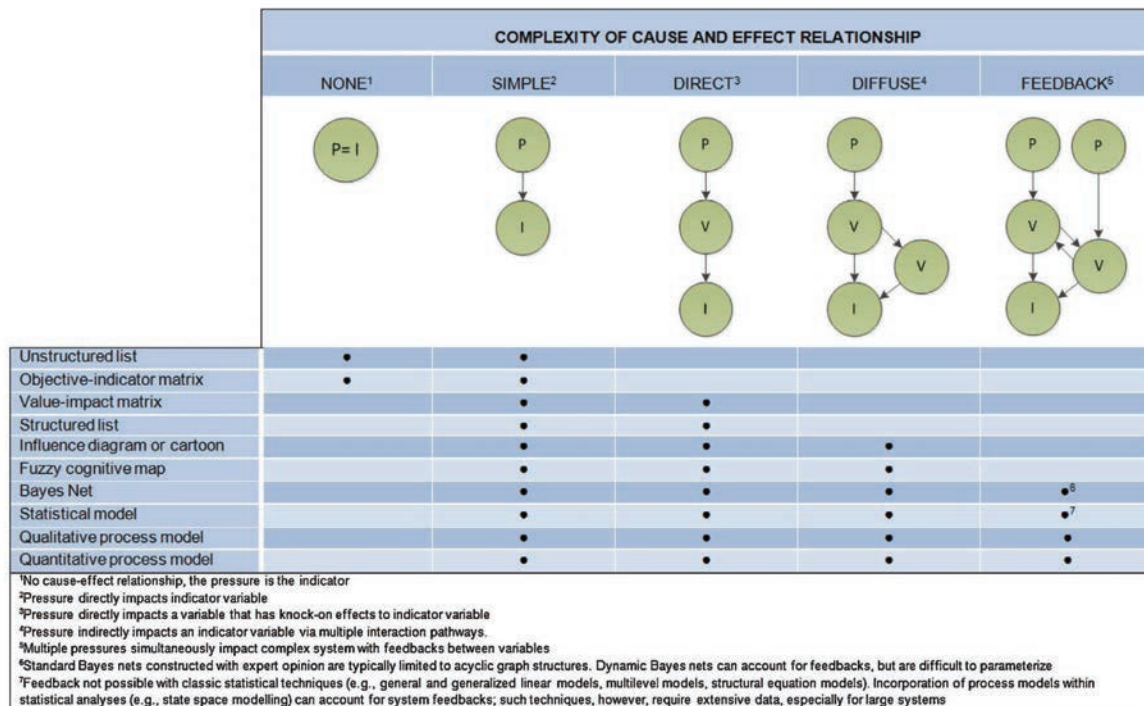 COMPLEXITY OF CAUSE AND EFFECT RELATIONSHIP
NONE¹ SIMPLE² DIRECT³ DIFFUSE⁴ FEEDBACK⁵
P= I P P P P P
I V V V V
V
I I I
Unstructured list • •
Objective-indicator matrix • •
Value-impact matrix • •
Structured list • •
Influence diagram or cartoon • • •
Fuzzy cognitive map • • •
Bayes Net • • • •⁶
Statistical model • • • •⁷
Qualitative process model • • • •
Quantitative process model • • • •
¹No cause-effect relationship, the pressure is the indicator
²Pressure directly impacts indicator variable
³Pressure directly impacts a variable that has knock-on effects to indicator variable
⁴Pressure indirectly impacts an indicator variable via multiple interaction pathways.
⁵Multiple pressures simultaneously impact complex system with feedbacks between variables
⁶Standard Bayes nets constructed with expert opinion are typically limited to acyclic graph structures. Dynamic Bayes nets can account for feedbacks, but are difficult to parameterize
⁷Feedback not possible with classic statistical techniques (e.g., general and generalized linear models, multilevel models, structural equation models). Incorporation of process models within
statistical analyses (e.g., state space modelling) can account for system feedbacks; such techniques, however, require extensive data, especially for large systems